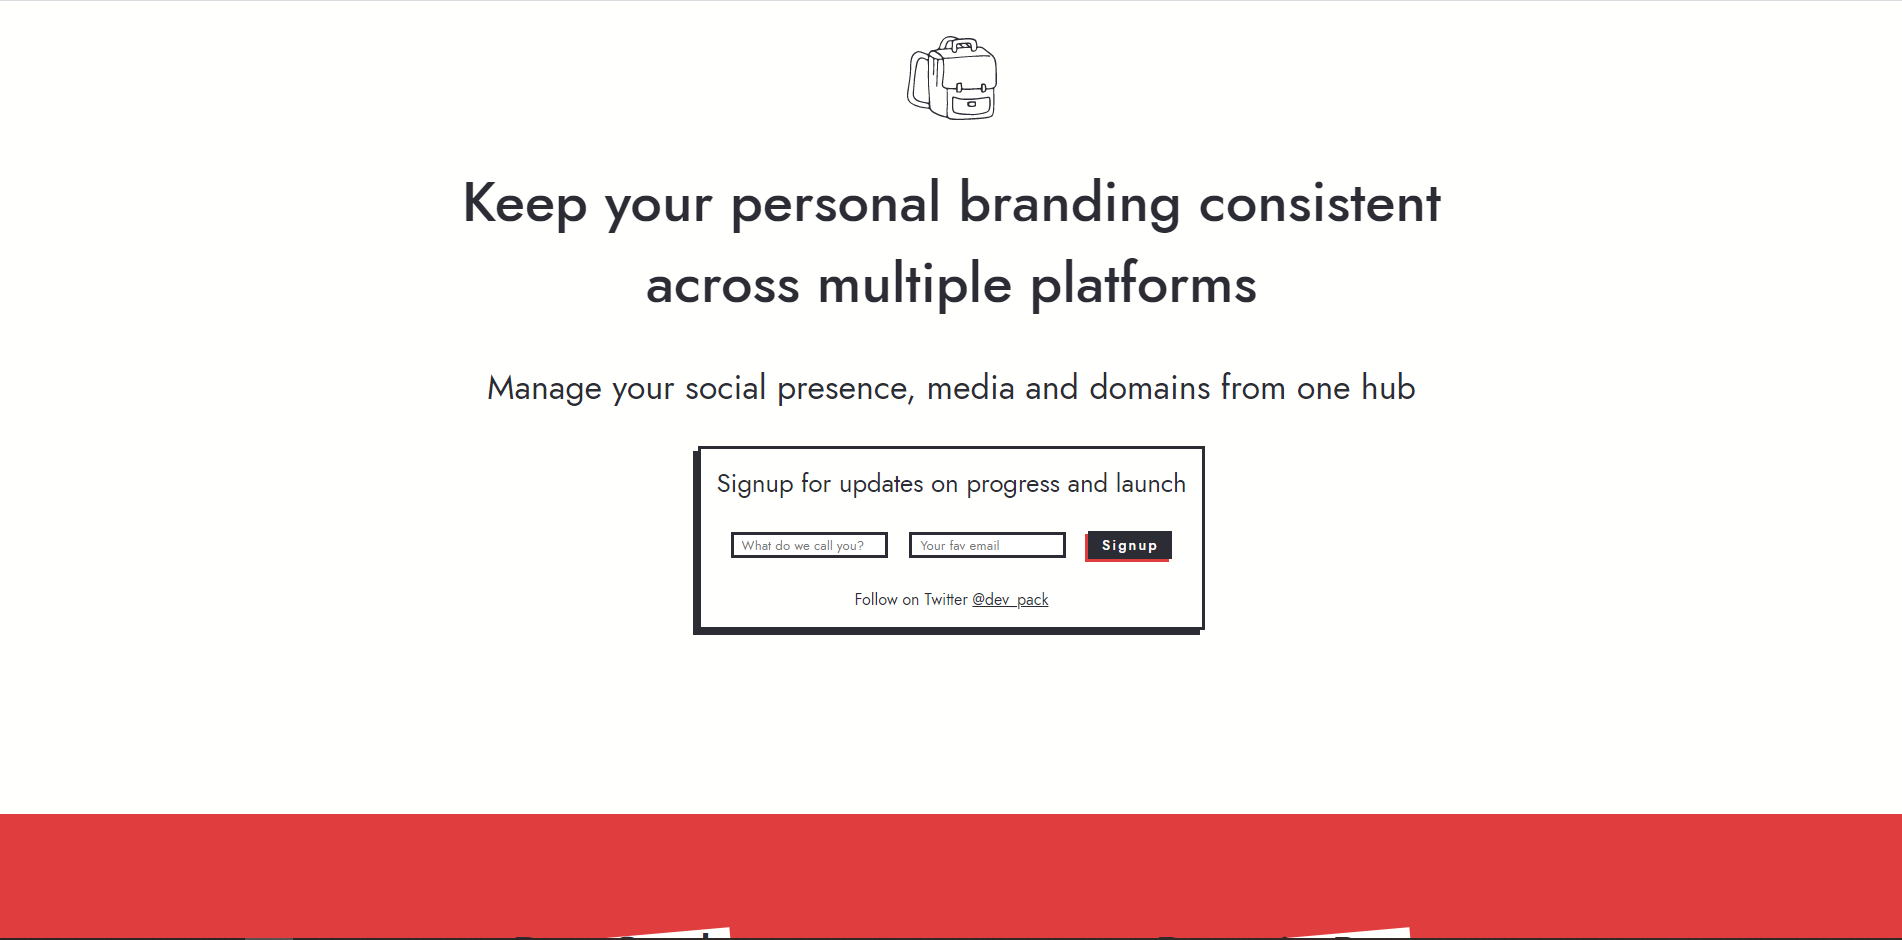 Keep your personal branding consistent
across multiple platforms
Manage your social presence, media and domains from one hub
Signup for updates on progress and launch
What do we call you?
Your fav email
Signup
Follow on Twitter @dev_pack